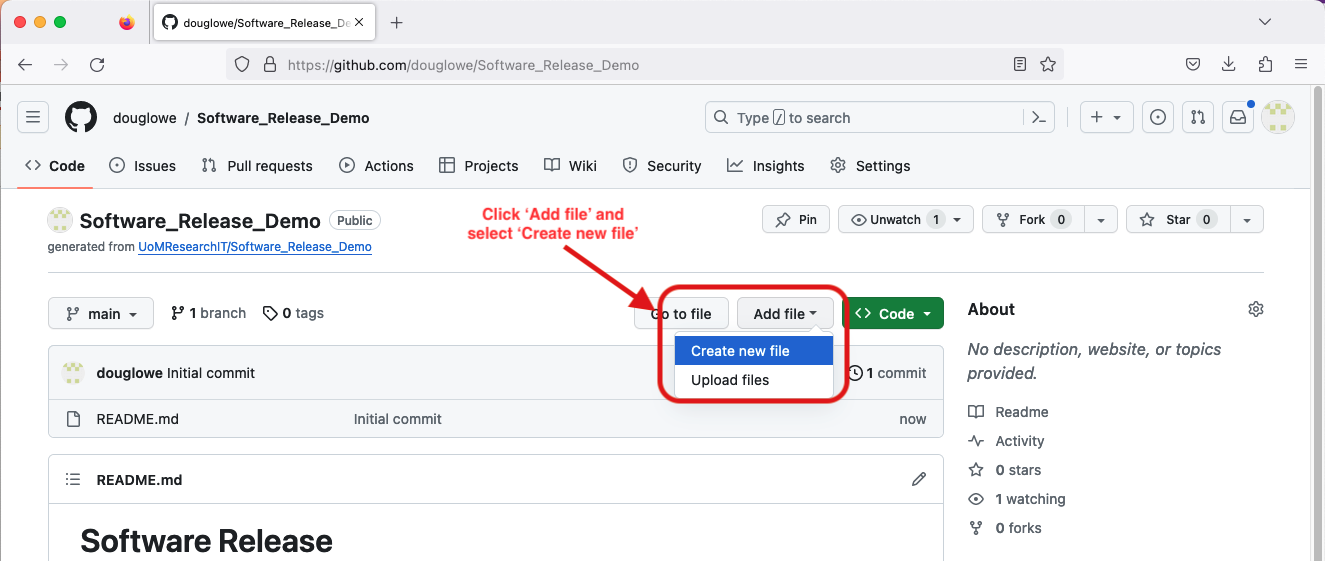 douglowe/Software_Release_De
https://github.com/douglowe/Software_Release_Demo
douglowe / Software_Release_Demo
Type / to search
Code Issues Pull requests Actions Projects Wiki Security Insights Settings
Click ‘Add file’ and
select ‘Create new file’
Software_Release_Demo Public
Pin Unwatch 1 Fork 0 Star 0
generated from UoMResearchIT/Software_Release_Demo
main 1 branch 0 tags Go to file Add file Code
Create new file
Upload files
douglowe Initial commit 1 commit
README.md Initial commit now
README.md
Software Release
About
No description, website, or topics
provided.
Readme
Activity
0 stars
1 watching
0 forks